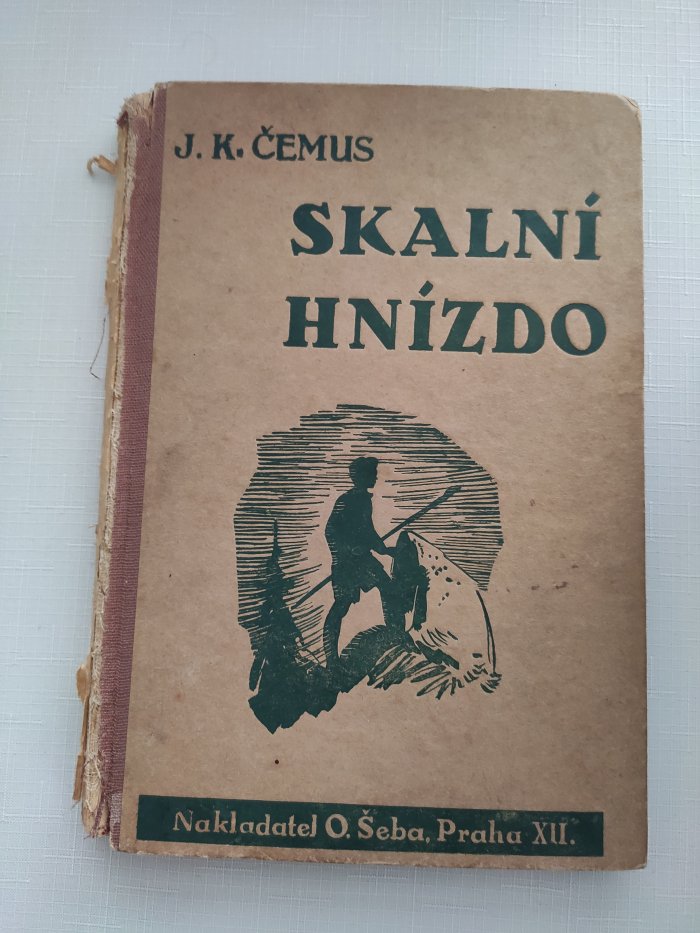 J. K. ČEMUS
SKALNÍ
HNÍZDO
Nakladatel O. Šeba, Praha XII.